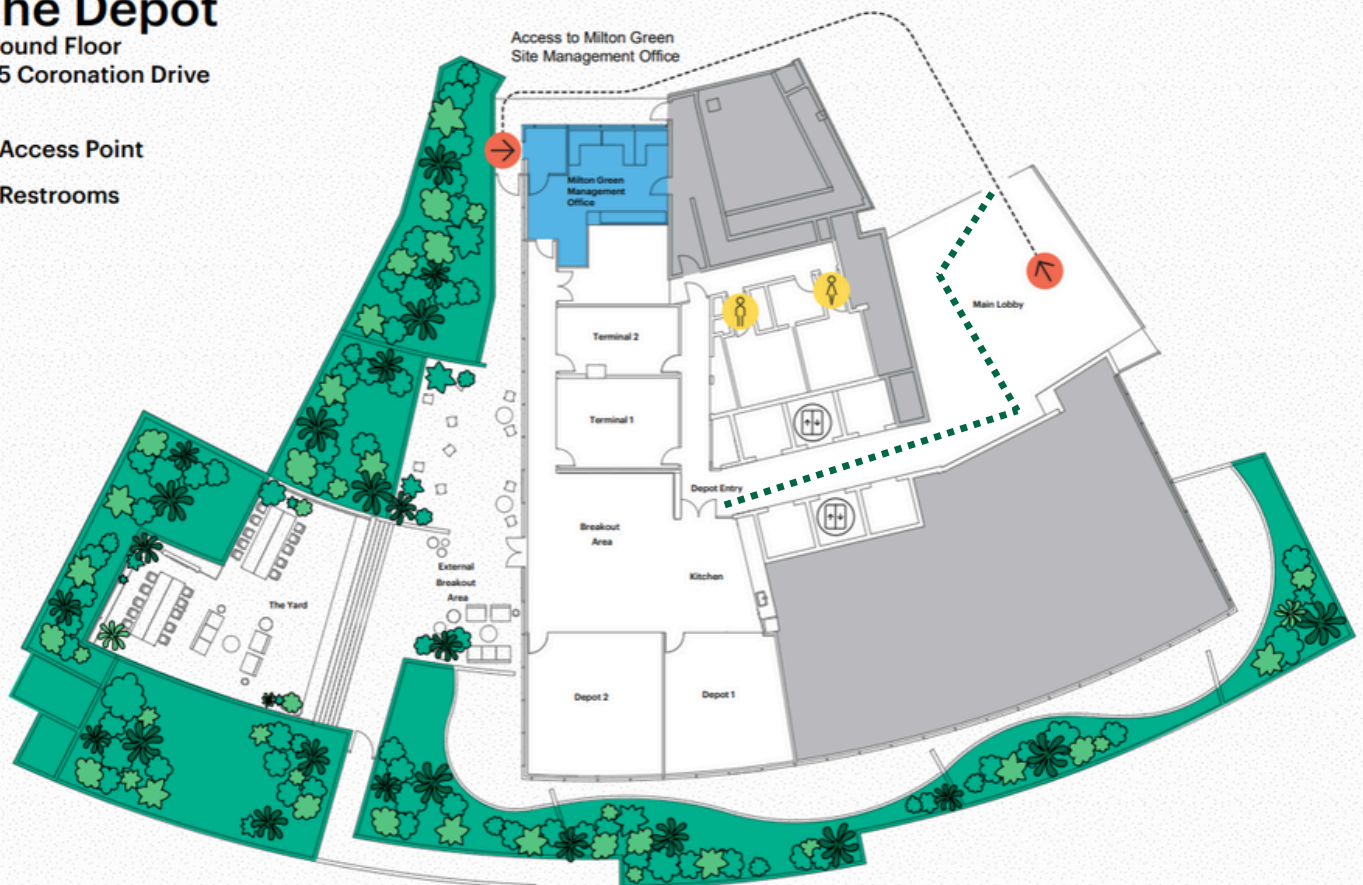 he Depot
ound Floor
5 Coronation Drive
Access Point
Restrooms
Access to Milton Green
Site Management Office
Milton Green
Management
Office
Main Lobby
Terminal 2
Terminal 1
Depot Entry
Breakout
Area
Kitchen
External
Breakout
Area
The Yard
Depot 2
Depot 1